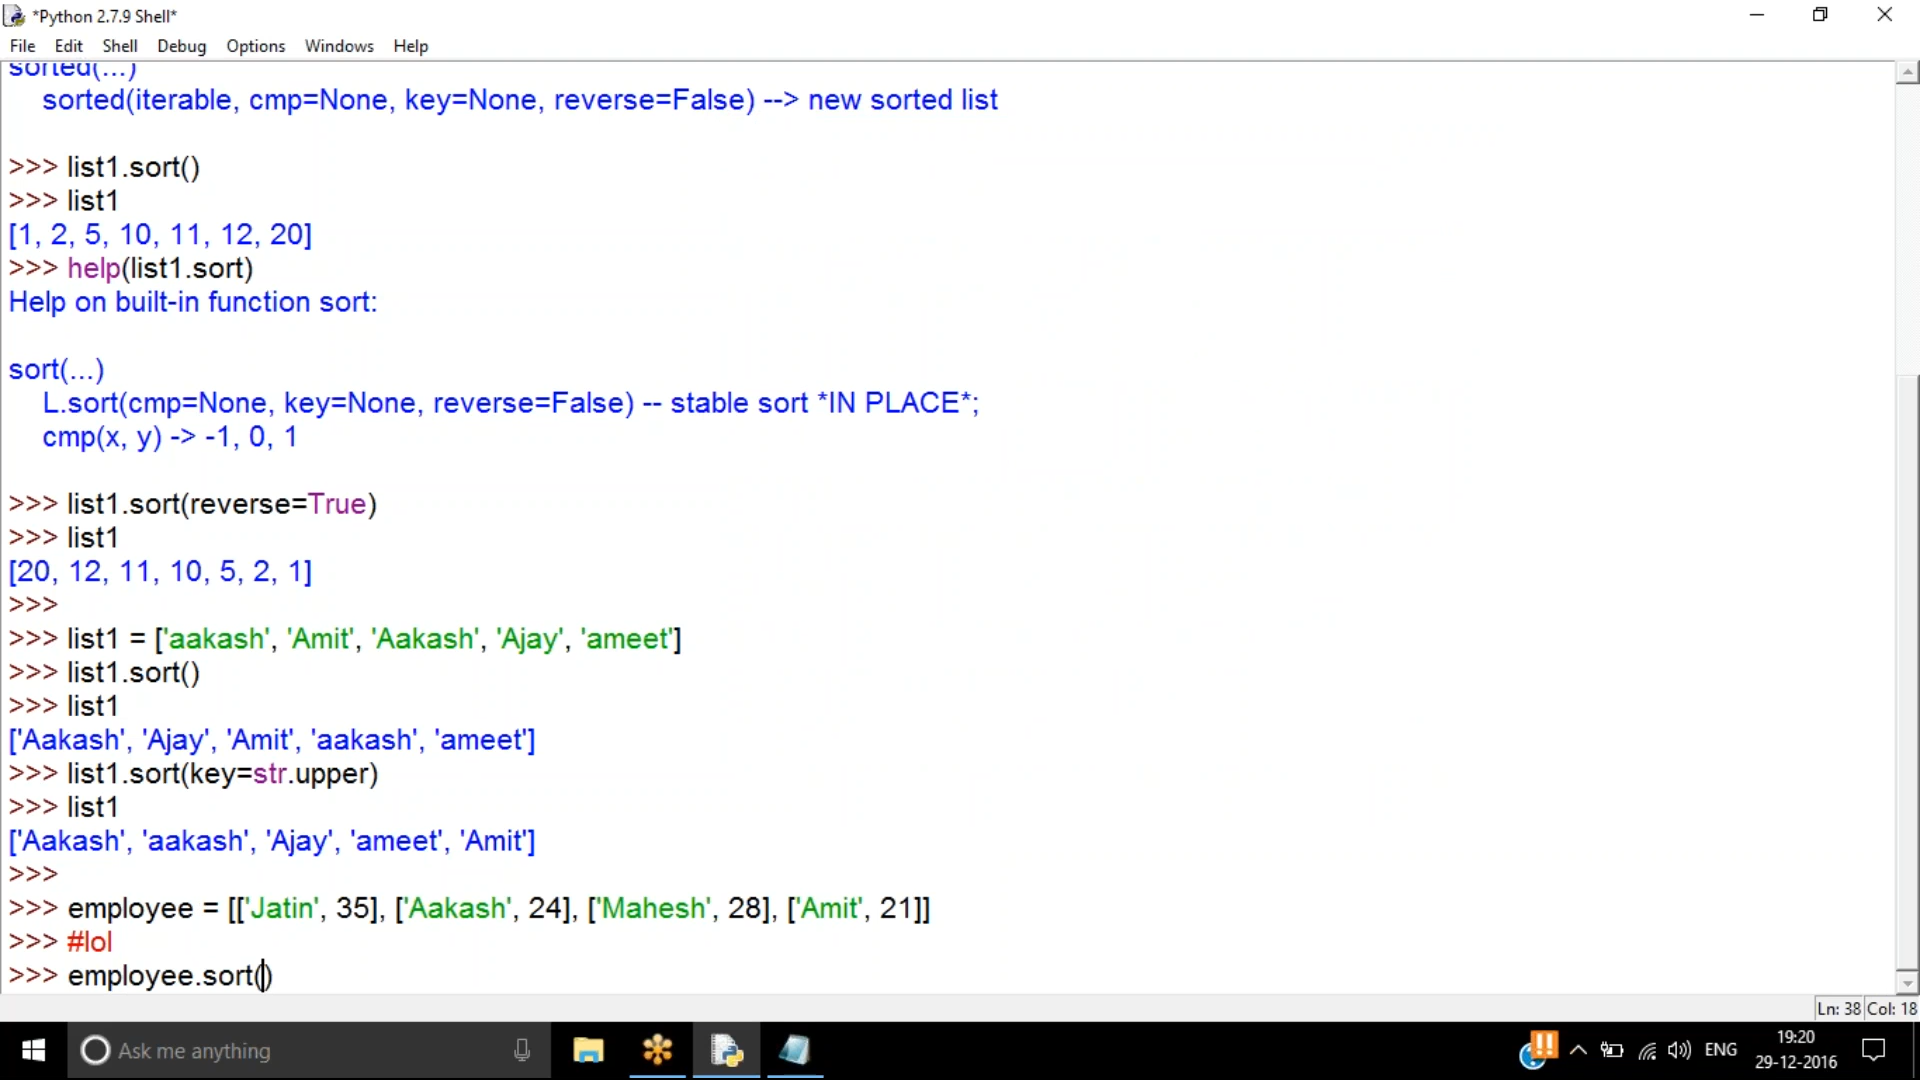 *Python 2.7.9 Shell*
File Edit Shell Debug Options Windows Help
sorted(...)
sorted(iterable, cmp=None, key=None, reverse=False) --> new sorted list
>>> list1.sort()
>>> list1
[1, 2, 5, 10, 11, 12, 20]
>>> help(list1.sort)
Help on built-in function sort:
sort(...)
L.sort(cmp=None, key=None, reverse=False) -- stable sort *IN PLACE*;
cmp(x, y) -> -1, 0, 1
>>> list1.sort(reverse=True)
>>> list1
[20, 12, 11, 10, 5, 2, 1]
>>>
>>> list1 = ['aakash', 'Amit', 'Aakash', 'Ajay', 'ameet']
>>> list1.sort()
>>> list1
['Aakash', 'Ajay', 'Amit', 'aakash', 'ameet']
>>> list1.sort(key=str.upper)
>>> list1
['Aakash', 'aakash', 'Ajay', 'ameet', 'Amit']
>>>
>>> employee = [['Jatin', 35], ['Aakash', 24], ['Mahesh', 28], ['Amit', 21]]
>>> #lol
>>> employee.sort()
Ln: 38 Col: 18
Ask me anything
ENG
19:20
29-12-2016